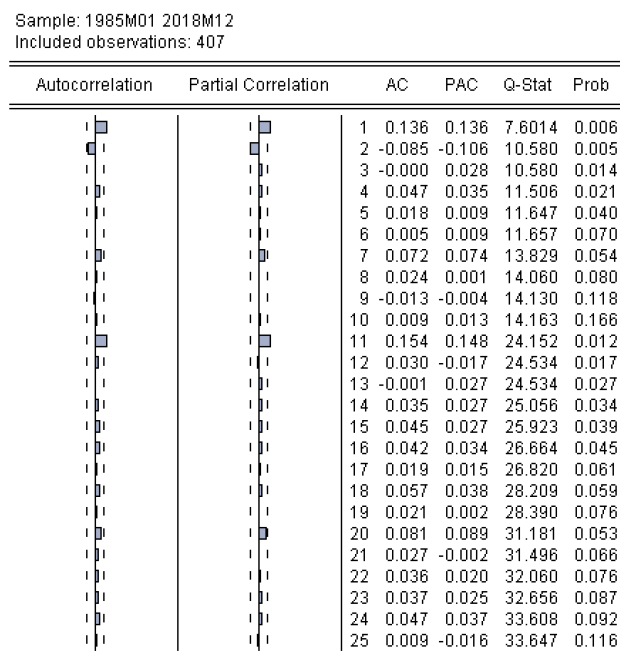 Sample: 1985M01 2018M12
Included observations: 407
Autocorrelation Partial Correlation AC PAC Q-Stat Prob
1 0.136 0.136 7.6014 0.006
2 -0.085 -0.106 10.580 0.005
3 -0.000 0.028 10.580 0.014
4 0.047 0.035 11.506 0.021
5 0.018 0.009 11.647 0.040
6 0.005 0.009 11.657 0.070
7 0.072 0.074 13.829 0.054
8 0.024 0.001 14.060 0.080
9 -0.013 -0.004 14.130 0.118
10 0.009 0.013 14.163 0.166
11 0.154 0.148 24.152 0.012
12 0.030 -0.017 24.534 0.017
13 -0.001 0.027 24.534 0.027
14 0.035 0.027 25.056 0.034
15 0.045 0.027 25.923 0.039
16 0.042 0.034 26.664 0.045
17 0.019 0.015 26.820 0.061
18 0.057 0.038 28.209 0.059
19 0.021 0.002 28.390 0.076
20 0.081 0.089 31.181 0.053
21 0.027 -0.002 31.496 0.066
22 0.036 0.020 32.060 0.076
23 0.037 0.025 32.656 0.087
24 0.047 0.037 33.608 0.092
25 0.009 -0.016 33.647 0.116